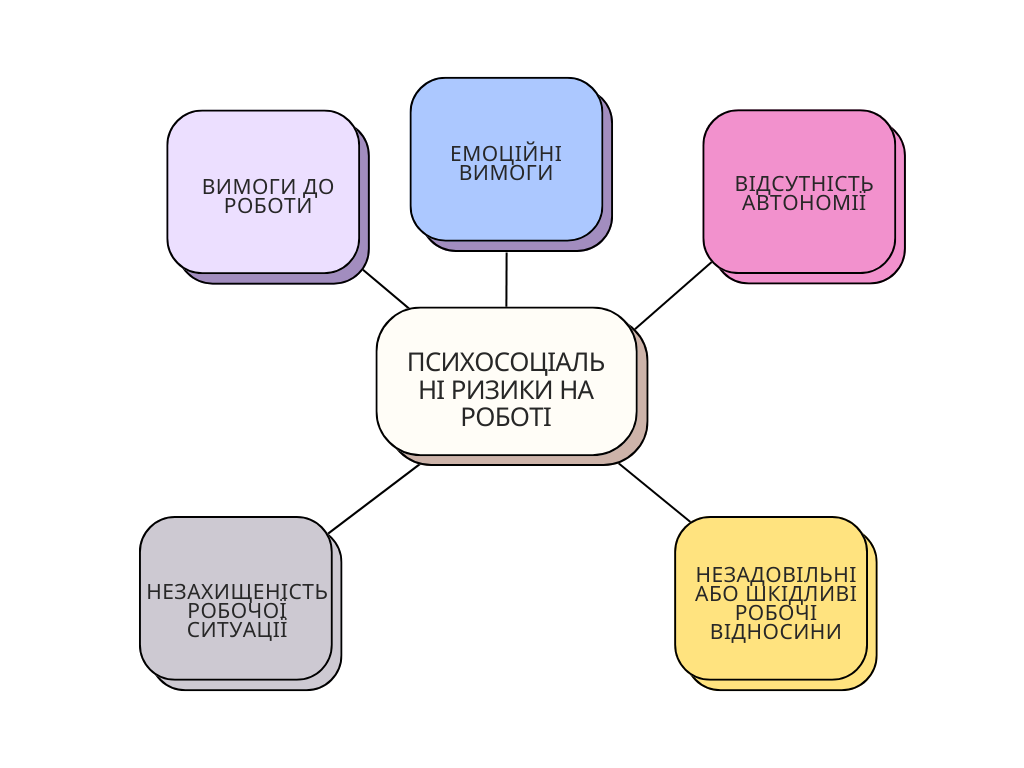 ВИМОГИ ДО
РОБОТИ
ЕМОЦІЙНІ
ВИМОГИ
ВІДСУТНІСТЬ
АВТОНОМІЇ
ПСИХОСОЦІАЛЬ
НІ РИЗИКИ НА
РОБОТІ
НЕЗАХИЩЕНІСТЬ
РОБОЧОЇ
СИТУАЦІЇ
НЕЗАДОВІЛЬНІ
АБО ШКІДЛИВІ
РОБОЧІ
ВІДНОСИНИ